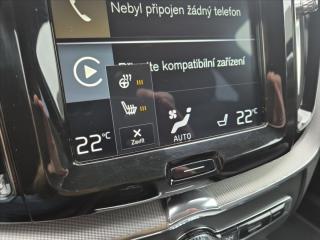 Nebyl připojen žádný telefon
kompatibilní zařízení
22°C
Zavřít
AUTO
22°C